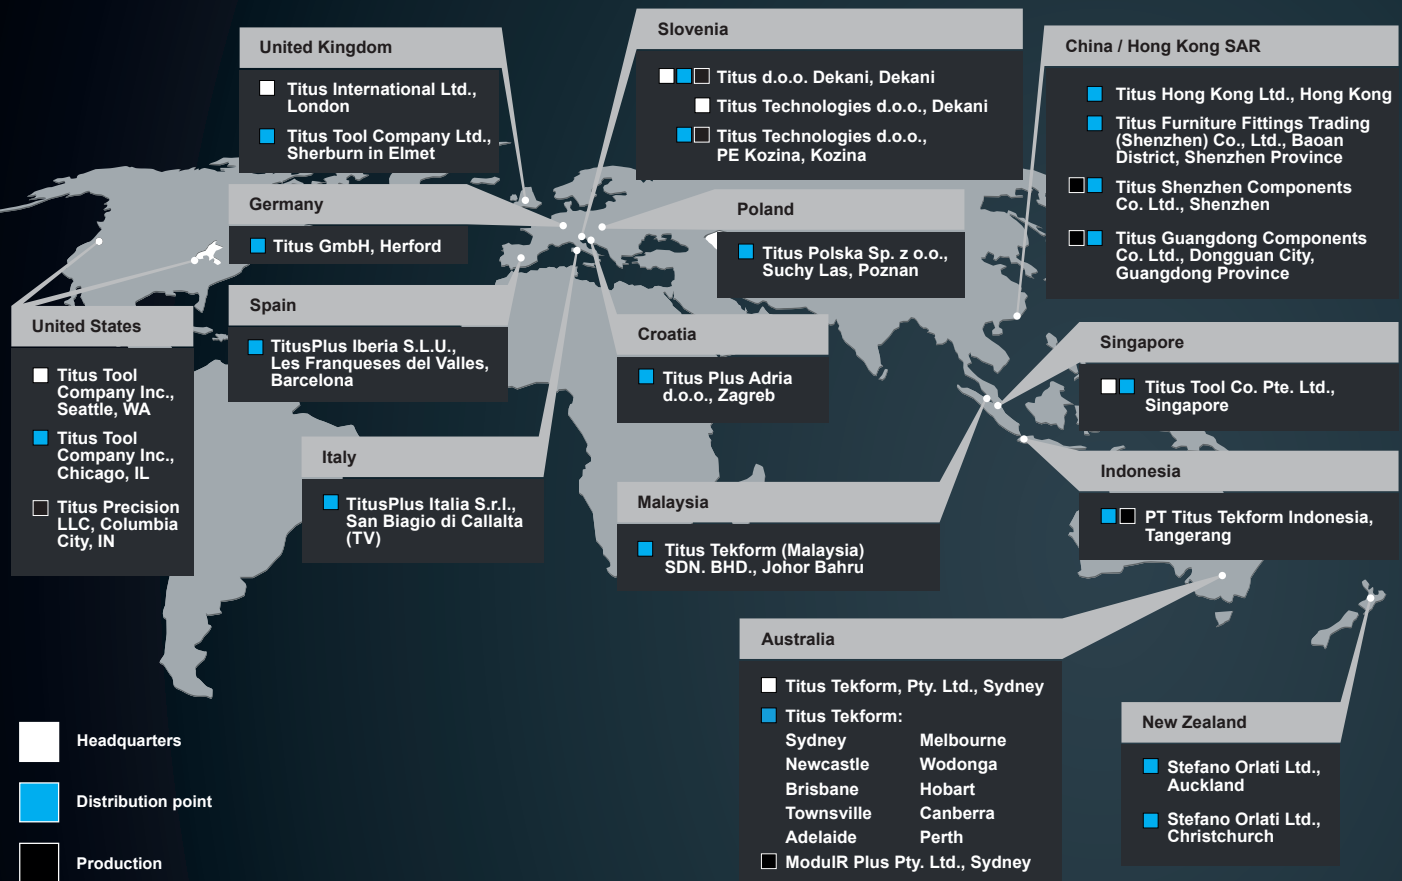 United Kingdom
Titus International Ltd.,
London
Titus Tool Company Ltd.,
Sherburn in Elmet
Slovenia
Titus d.o.o. Dekani, Dekani
Titus Technologies d.o.o., Dekani
Titus Technologies d.o.o.,
PE Kozina, Kozina
China / Hong Kong SAR
Titus Hong Kong Ltd., Hong Kong
Titus Furniture Fittings Trading
(Shenzhen) Co., Ltd., Baoan
District, Shenzhen Province
Titus Shenzhen Components
Co. Ltd., Shenzhen
Titus Guangdong Components
Co. Ltd., Dongguan City,
Guangdong Province
Germany
Titus GmbH, Herford
Poland
Titus Polska Sp. z o.o.,
Suchy Las, Poznan
Spain
TitusPlus Iberia S.L.U.,
Les Franqueses del Valles,
Barcelona
United States
Titus Tool
Company Inc.,
Seattle, WA
Titus Tool
Company Inc.,
Chicago, IL
Titus Precision
LLC, Columbia
City, IN
Croatia
Titus Plus Adria
d.o.o., Zagreb
Singapore
Titus Tool Co. Pte. Ltd.,
Singapore
Italy
TitusPlus Italia S.r.l.,
San Biagio di Callalta
(TV)
Malaysia
Titus Tekform (Malaysia)
SDN. BHD., Johor Bahru
Indonesia
PT Titus Tekform Indonesia,
Tangerang
Australia
Titus Tekform, Pty. Ltd., Sydney
Titus Tekform:
Sydney Melbourne
Newcastle Wodonga
Brisbane Hobart
Townsville Canberra
Adelaide Perth
ModulR Plus Pty. Ltd., Sydney
New Zealand
Stefano Orlati Ltd.,
Auckland
Stefano Orlati Ltd.,
Christchurch
Headquarters
Distribution point
Production